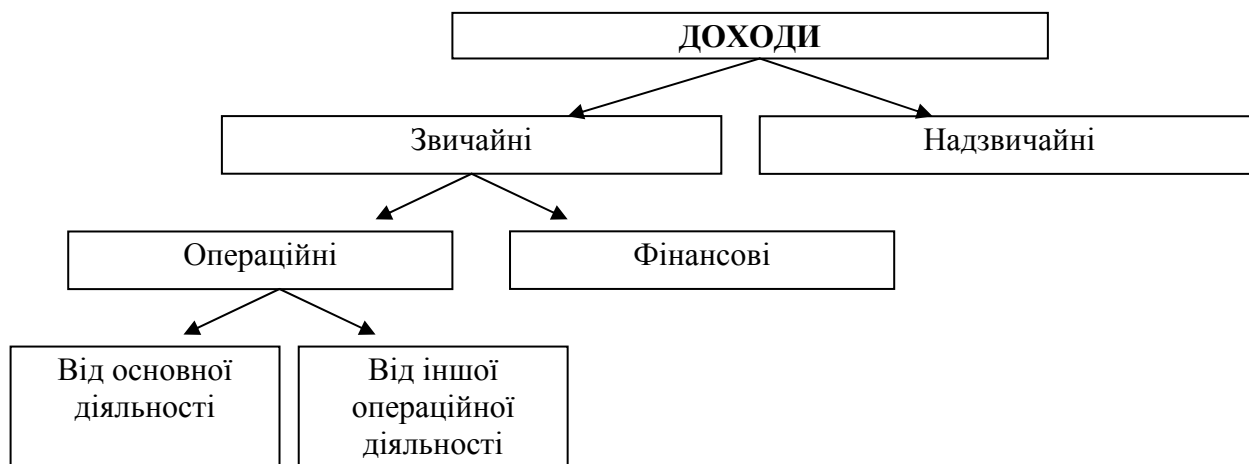 ДОХОДИ
Звичайні
Надзвичайні
Операційні
Фінансові
Від основної
діяльності
Від іншої
операційної
діяльності